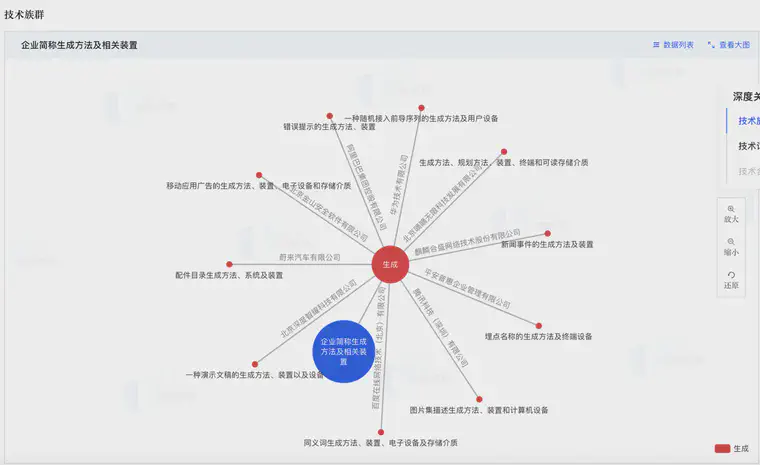 技术族群
企业简称生成方法及相关装置
数据列表
查看大图
深度关
技术族
技术讠
放大
缩小
还原
一种随机接入前导序列的生成方法及用户设备
错误提示的生成方法、装置
阿里巴巴集团控股有限公司
华为技术有限公司
生成方法、规划方法、装置、终端和可读存储介质
移动应用广告的生成方法、装置、电子设备和存储介质
北京金山安全软件有限公司
北京嘀嘀无限科技发展有限公司
麒麟合盛网络技术股份有限公司
新闻事件的生成方法及装置
蔚来汽车有限公司
生成
配件目录生成方法、系统及装置
平安普惠企业管理有限公司
北京深度智耀科技有限公司
腾讯科技（深圳）有限公司
百度在线网络技术（北京）有限公司
埋点名称的生成方法及终端设备
企业简称生成
方法及相关装
置
一种演示文稿的生成方法、装置以及设备
图片集描述生成方法、装置和计算机设备
同义词生成方法、装置、电子设备及存储介质
生成